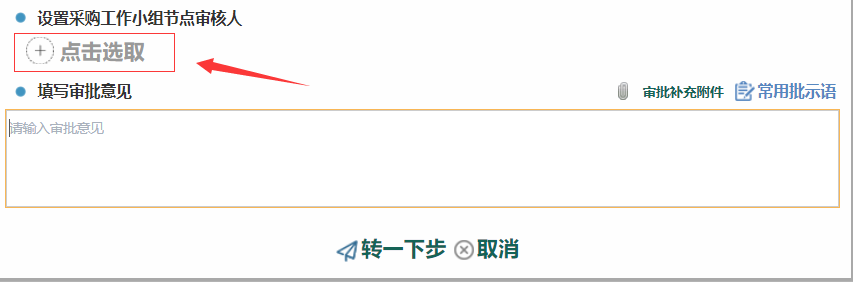 设置采购工作小组节点审核人
点击选取
填写审批意见 审批补充附件 常用批示语
请输入审批意见
转一下步 取消